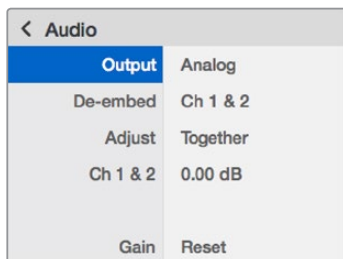 < Audio
Output Analog
De-embed Ch 1 & 2
Adjust Together
Ch 1 & 2 0.00 dB
Gain Reset